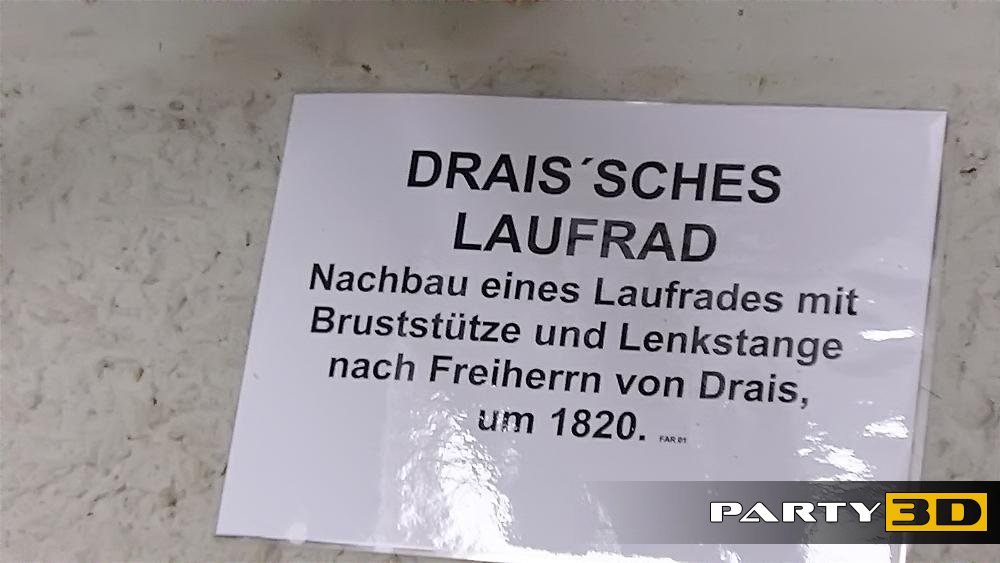 DRAIS´SCHES
LAUFRAD
Nachbau eines Laufrades mit
Bruststütze und Lenkstange
nach Freiherrn von Drais,
um 1820. FAR 01
PARTY3D